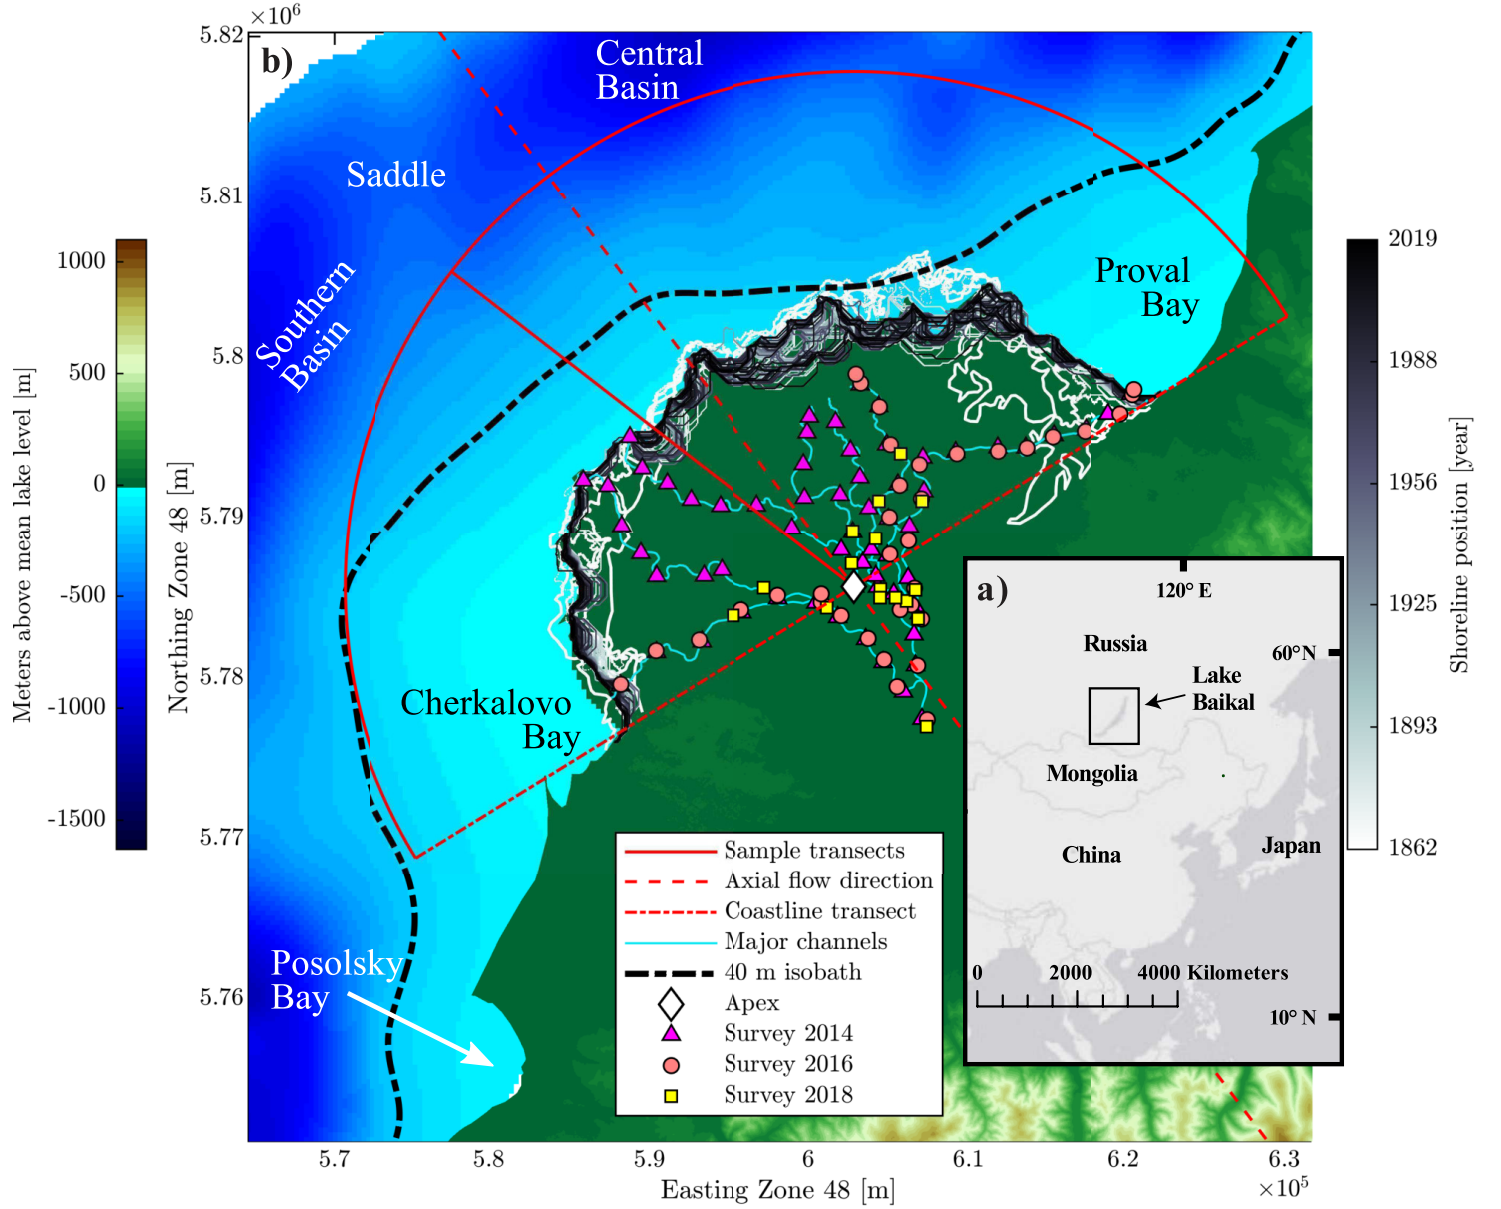 ×10⁶
5.82
5.81
5.8
5.79
5.78
5.77
5.76
Northing Zone 48 [m]
b)
Central
Basin
Saddle
Southern
Basin
Proval
Bay
Cherkalovo
Bay
Posolsky
Bay
1000
500
0
-500
-1000
-1500
Meters above mean lake level [m]
2019
1988
1956
1925
1893
1862
Shoreline position [year]
Sample transects
Axial flow direction
Coastline transect
Major channels
40 m isobath
Apex
Survey 2014
Survey 2016
Survey 2018
a)
120° E
Russia
60°N
Lake
Baikal
Mongolia
China
Japan
0 2000 4000 Kilometers
10° N
5.7 5.8 5.9 6 6.1 6.2 6.3
Easting Zone 48 [m]
×10⁵